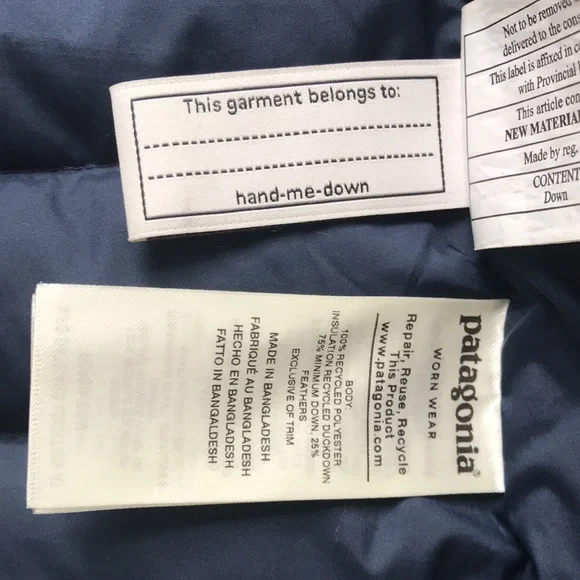 This garment belongs to:
hand-me-down
Not to be removed
delivered to the
This label is affixed in
with Provincial
This article
NEW MATERIAL
Made by reg.
CONTENT
Down
patagonia®
WORN WEAR
Repair, Reuse, Recycle
This Product
www.patagonia.com
BODY:
100% RECYCLED POLYESTER
INSULATION RECYCLED DUCKDOWN
75% MINIMUM DOWN, 25%
FEATHERS
EXCLUSIVE OF TRIM
MADE IN BANGLADESH
FABRIQUÉ AU BANGLADESH
HECHO EN BANGLADESH
FATTO IN BANGALDESH